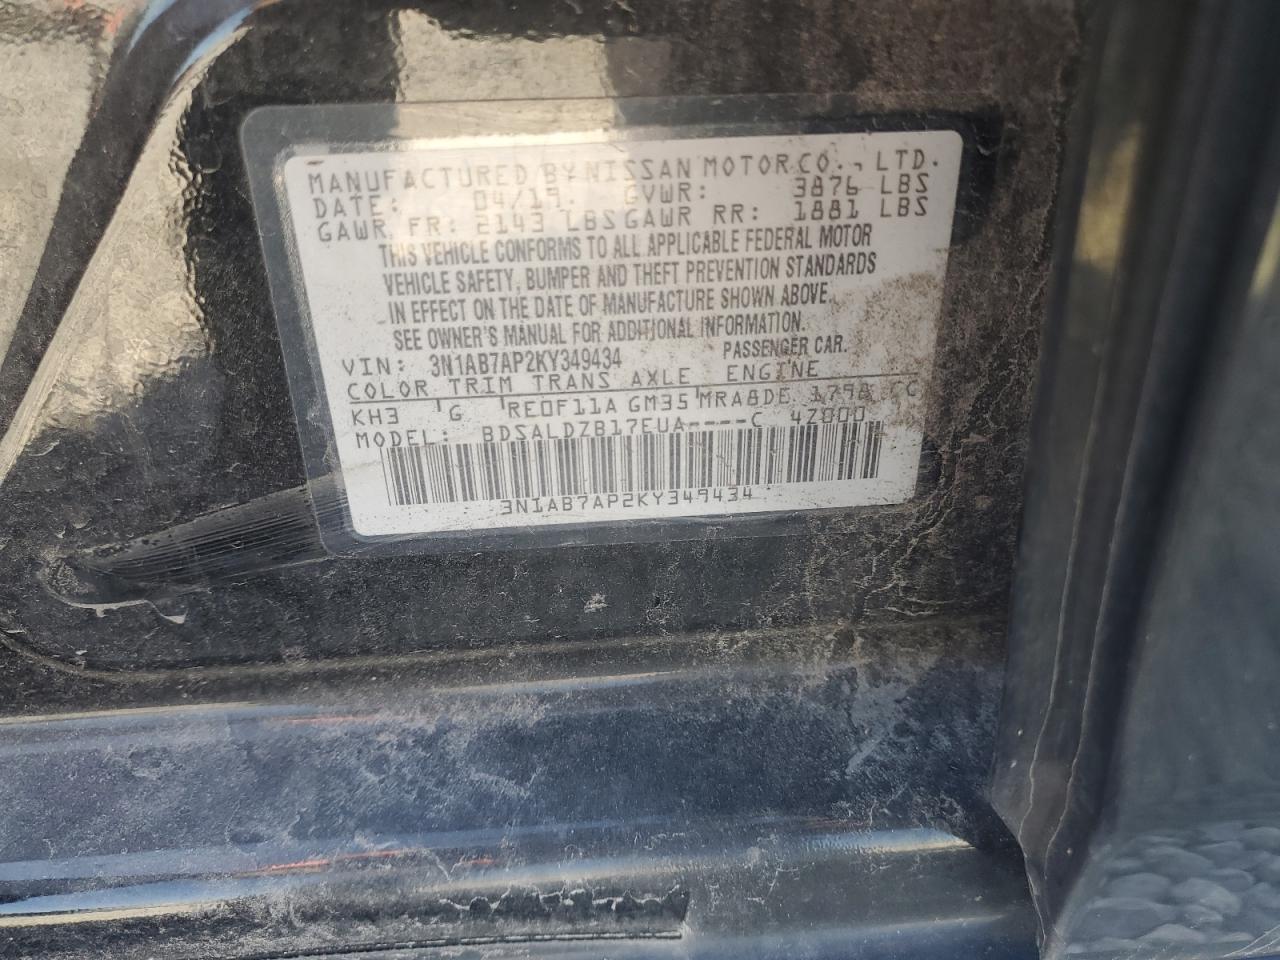 MANUFACTURED BY NISSAN MOTOR CO., LTD.
DATE: 04/19. GVWR: 3876 LBS
GAWR FR: 2143 LBS GAWR RR: 1881 LBS
THIS VEHICLE CONFORMS TO ALL APPLICABLE FEDERAL MOTOR
VEHICLE SAFETY, BUMPER AND THEFT PREVENTION STANDARDS
IN EFFECT ON THE DATE OF MANUFACTURE SHOWN ABOVE.
SEE OWNER'S MANUAL FOR ADDITIONAL INFORMATION.
VIN: 3N1AB7AP2KY349434 PASSENGER CAR.
COLOR TRIM TRANS AXLE ENGINE
KH3 G RE0F11A GM35 MRA8DE 1798 CC
MODEL: BDSALDZB17EUA----C 4Z000
3N1AB7AP2KY349434